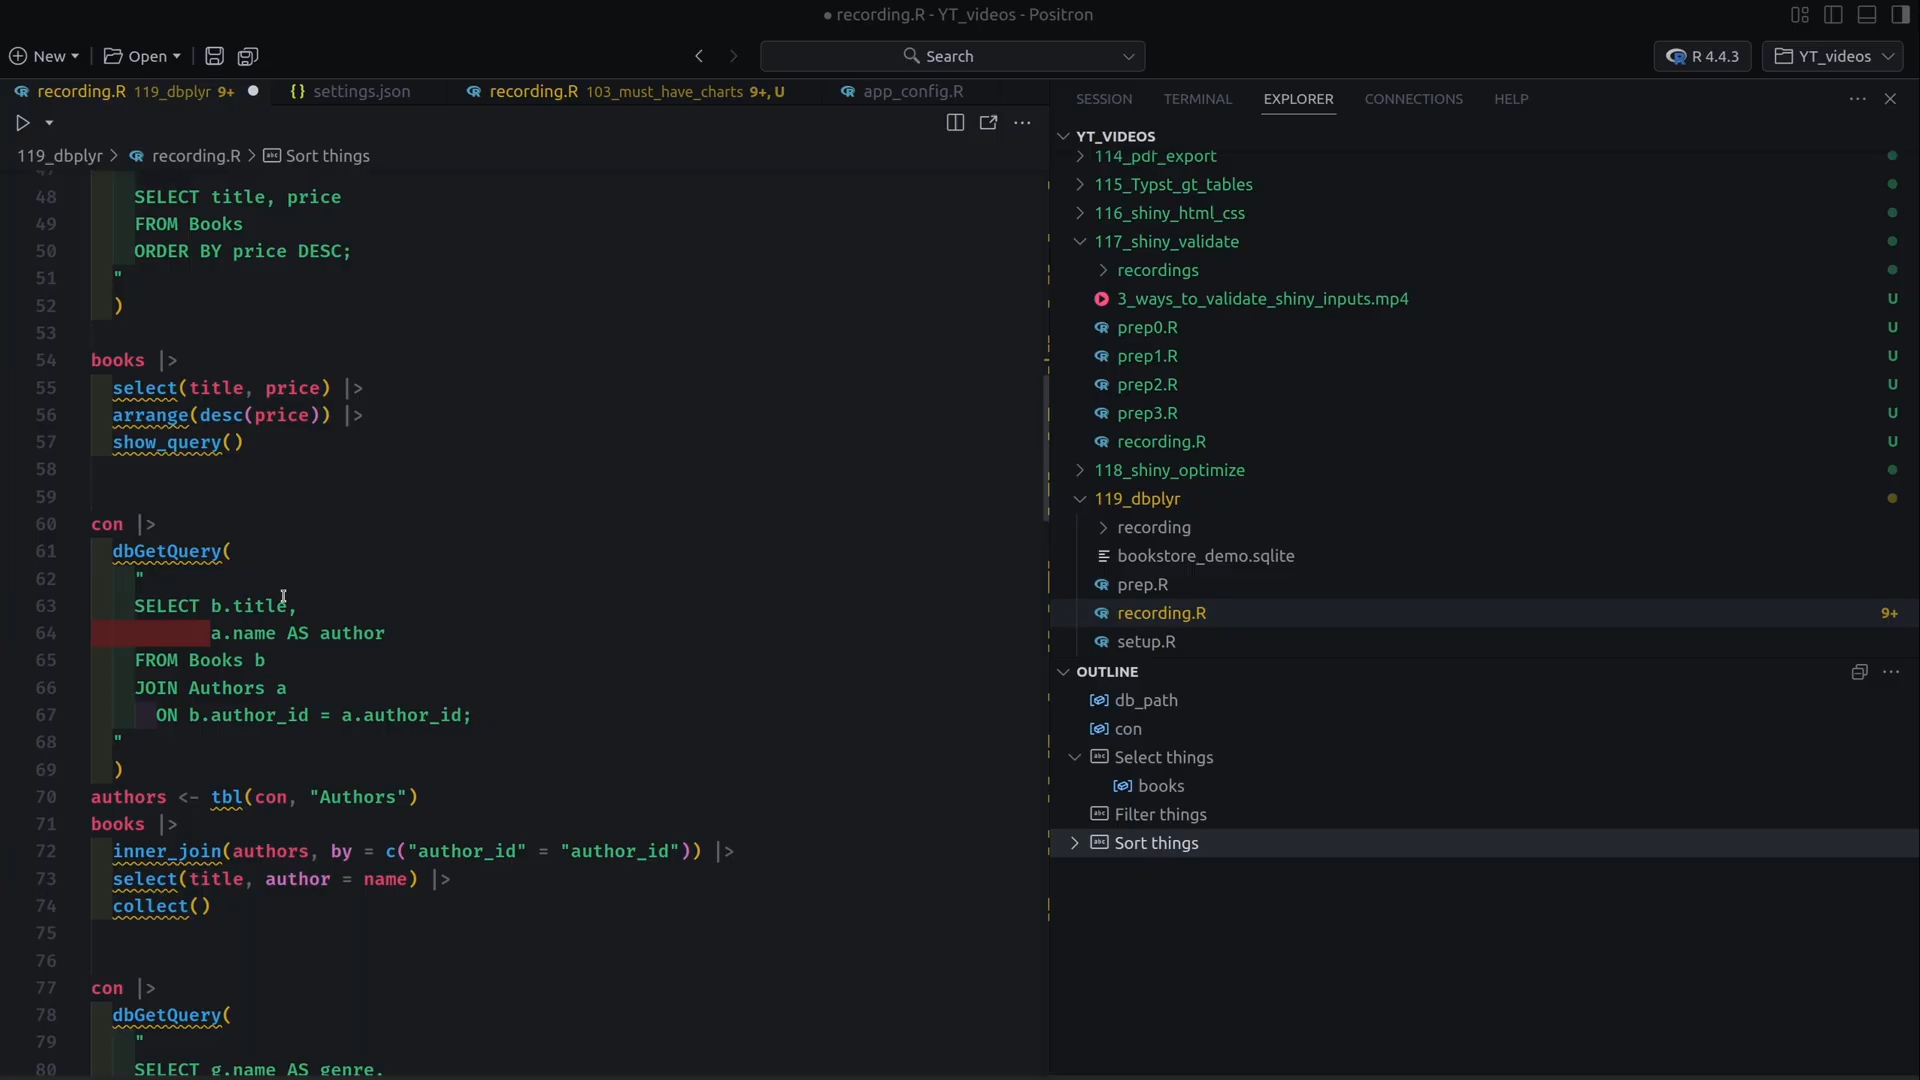 recording.R - YT_videos - Positron
New
Open
Search
R 4.4.3
YT_videos
recording.R 119_dbplyr 9+
settings.json
recording.R 103_must_have_charts 9+, U
app_config.R
119_dbplyr > recording.R > Sort things
47
48 SELECT title, price
49 FROM Books
50 ORDER BY price DESC;
51 "
52 )
53
54 books |>
55 select(title, price) |>
56 arrange(desc(price)) |>
57 show_query()
58
59
60 con |>
61 dbGetQuery(
62 "
63 SELECT b.title,
64 a.name AS author
65 FROM Books b
66 JOIN Authors a
67 ON b.author_id = a.author_id;
68 "
69 )
70 authors <- tbl(con, "Authors")
71 books |>
72 inner_join(authors, by = c("author_id" = "author_id")) |>
73 select(title, author = name) |>
74 collect()
75
76
77 con |>
78 dbGetQuery(
79 "
80 SELECT g.name AS genre,
SESSION TERMINAL EXPLORER CONNECTIONS HELP
YT_VIDEOS
114_pdf_export
115_Typst_gt_tables
116_shiny_html_css
117_shiny_validate
recordings
3_ways_to_validate_shiny_inputs.mp4 U
prep0.R U
prep1.R U
prep2.R U
prep3.R U
recording.R U
118_shiny_optimize
119_dbplyr
recording
bookstore_demo.sqlite
prep.R
recording.R 9+
setup.R
OUTLINE
db_path
con
Select things
books
Filter things
Sort things